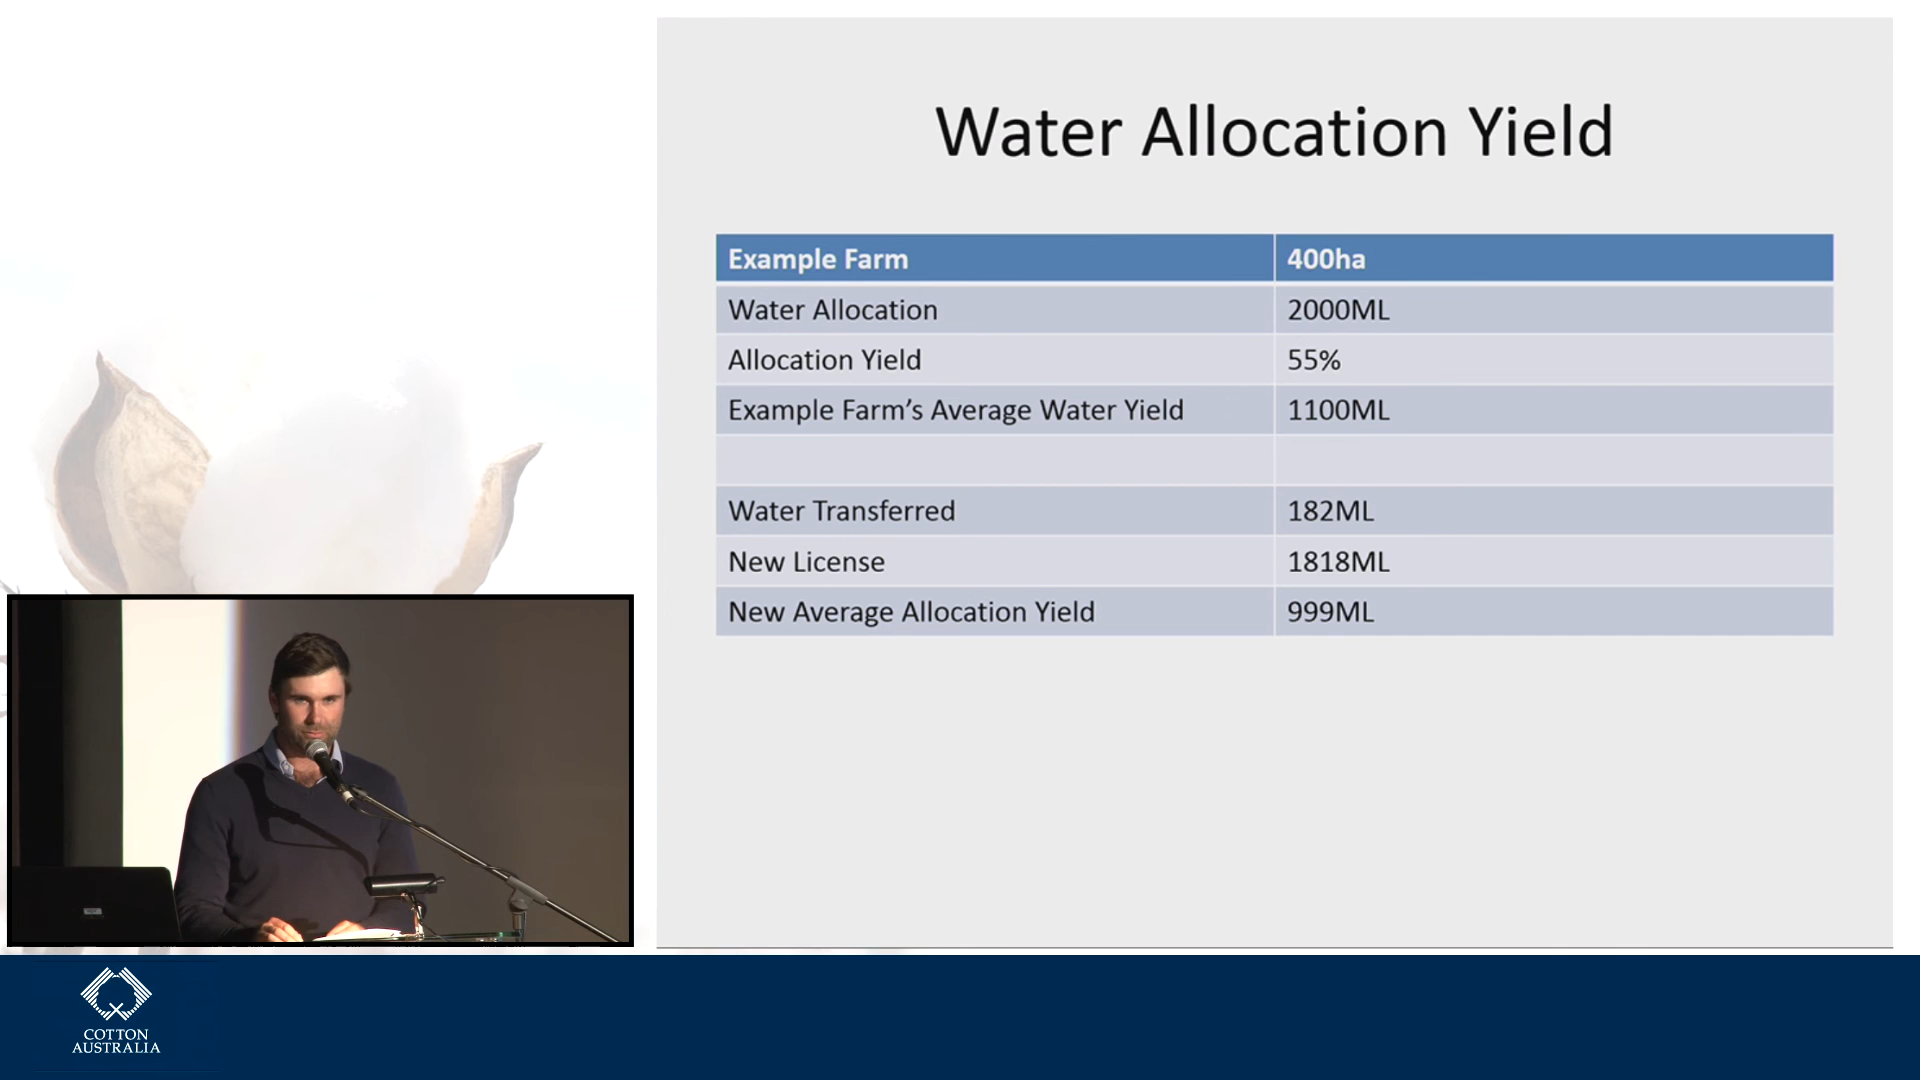 Water Allocation Yield
Example Farm 400ha
Water Allocation 2000ML
Allocation Yield 55%
Example Farm’s Average Water Yield 1100ML
Water Transferred 182ML
New License 1818ML
New Average Allocation Yield 999ML
COTTON
AUSTRALIA